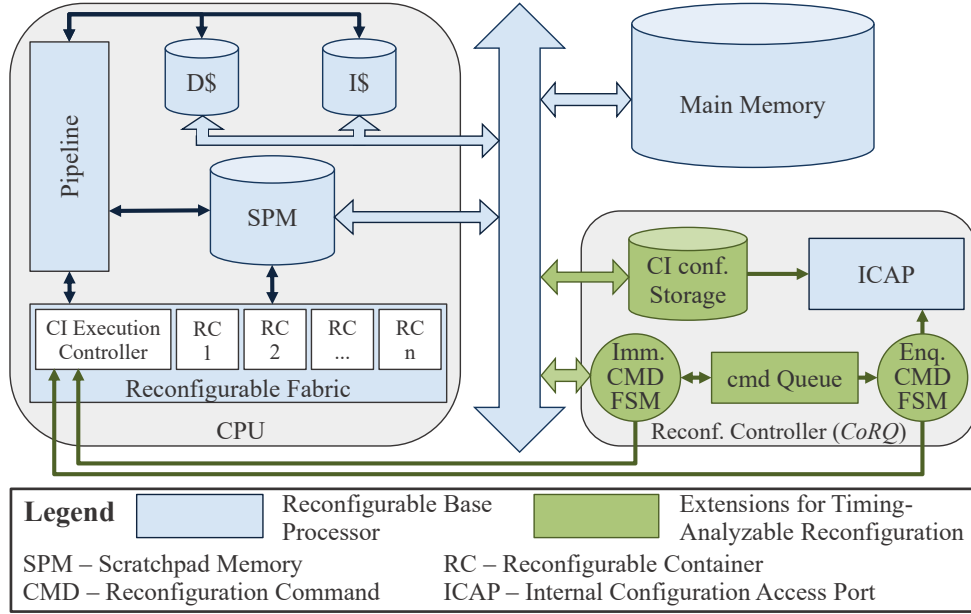 D$
I$
Main Memory
Pipeline
SPM
CI conf.
Storage
ICAP
CI Execution
Controller
RC
1
RC
2
RC
...
RC
n
Reconfigurable Fabric
CPU
Imm.
CMD
FSM
cmd Queue
Enq.
CMD
FSM
Reconf. Controller (CoRQ)
Legend
Reconfigurable Base
Processor
Extensions for Timing-
Analyzable Reconfiguration
SPM – Scratchpad Memory
RC – Reconfigurable Container
CMD – Reconfiguration Command
ICAP – Internal Configuration Access Port